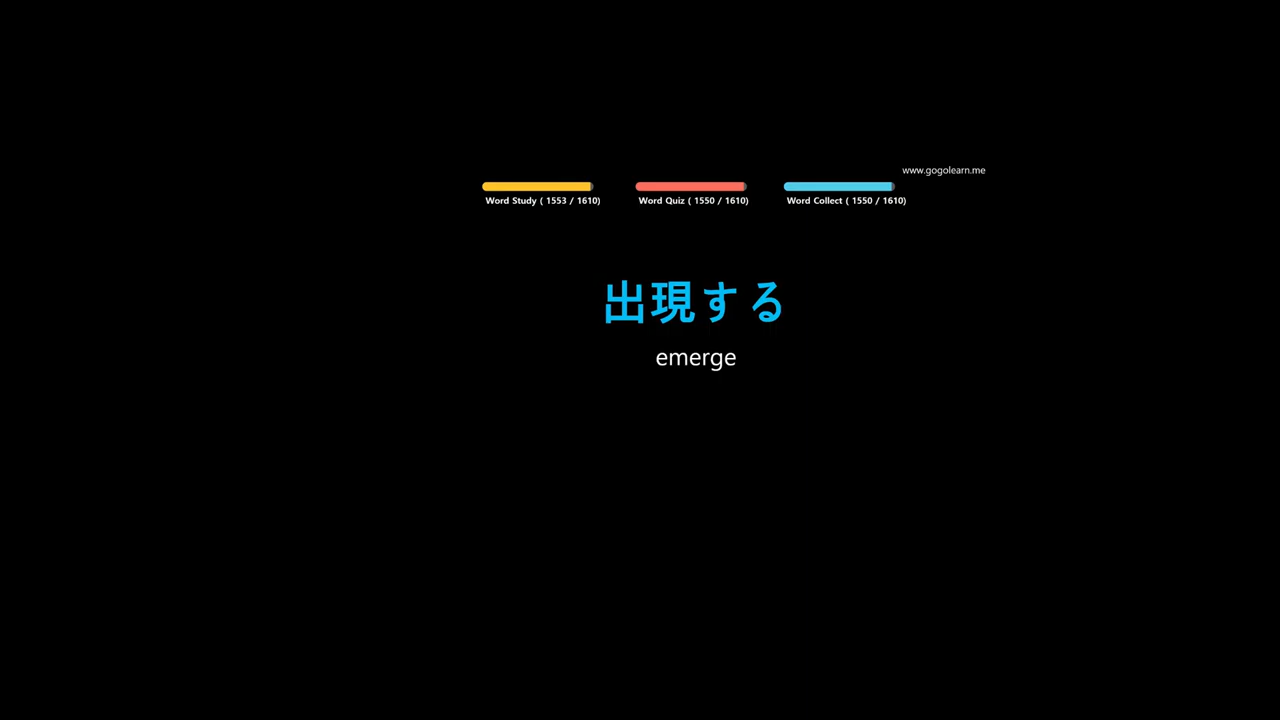 www.gogolearn.me
Word Study ( 1553 / 1610)
Word Quiz ( 1550 / 1610)
Word Collect ( 1550 / 1610)
出現する
emerge